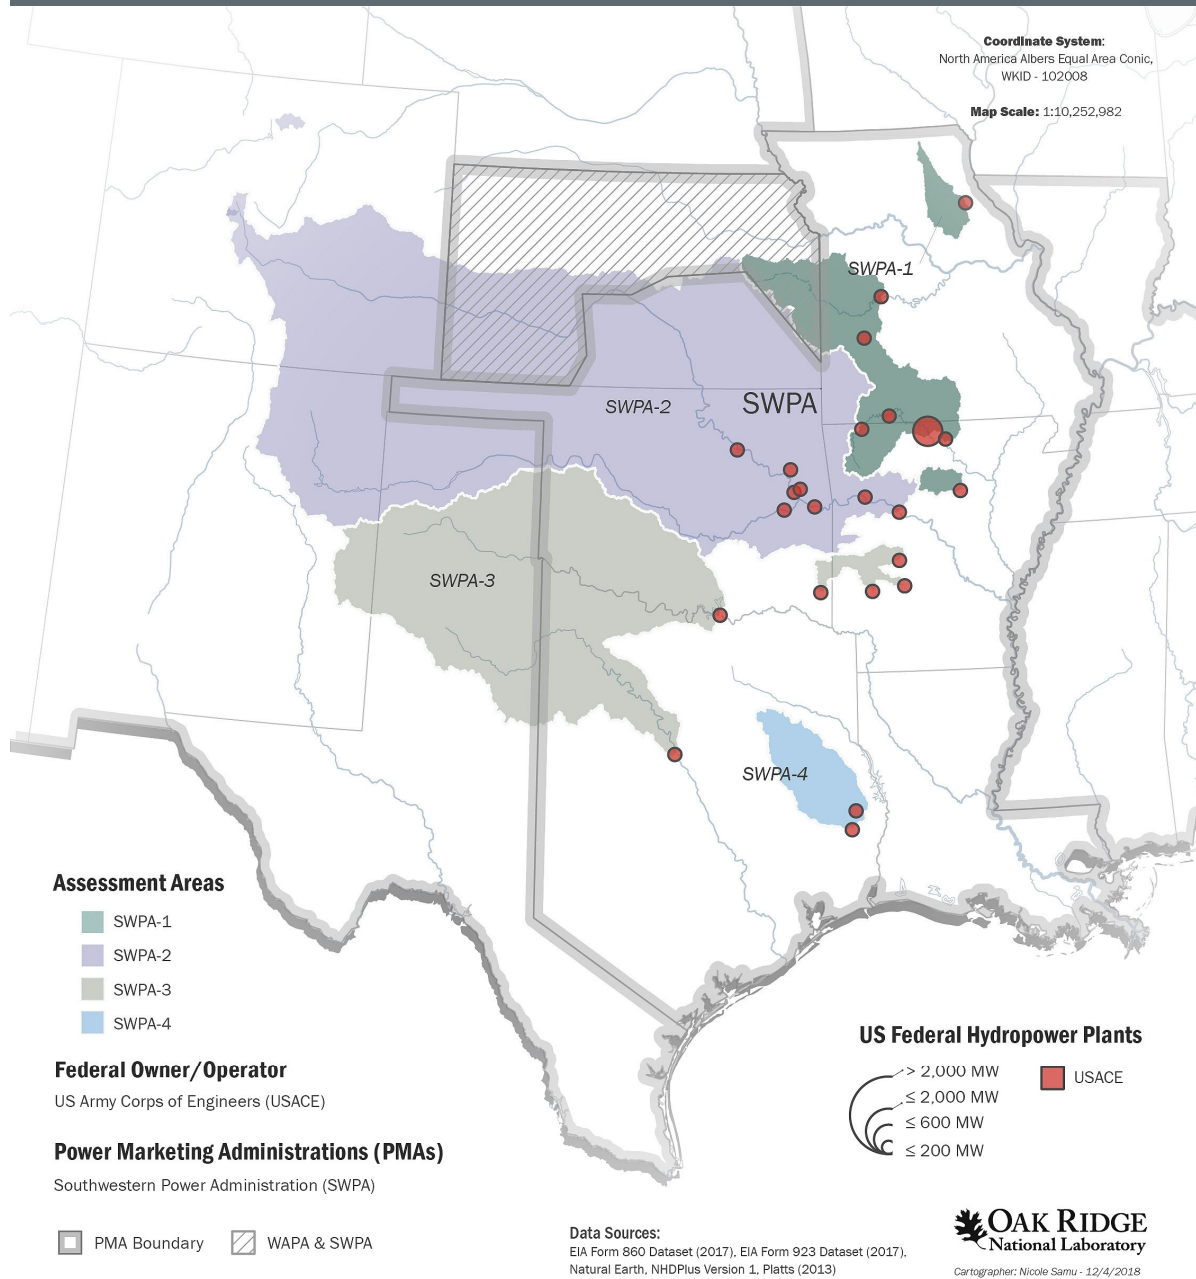 Coordinate System:
North America Albers Equal Area Conic,
WKID - 102008
Map Scale: 1:10,252,982
SWPA-1
SWPA-2
SWPA
SWPA-3
SWPA-4
Assessment Areas
SWPA-1
SWPA-2
SWPA-3
SWPA-4
Federal Owner/Operator
US Army Corps of Engineers (USACE)
Power Marketing Administrations (PMAs)
Southwestern Power Administration (SWPA)
PMA Boundary
WAPA & SWPA
US Federal Hydropower Plants
> 2,000 MW
≤ 2,000 MW
≤ 600 MW
≤ 200 MW
USACE
Data Sources:
EIA Form 860 Dataset (2017), EIA Form 923 Dataset (2017),
Natural Earth, NHDPlus Version 1, Platts (2013)
OAK RIDGE
National Laboratory
Cartographer: Nicole Samu - 12/4/2018